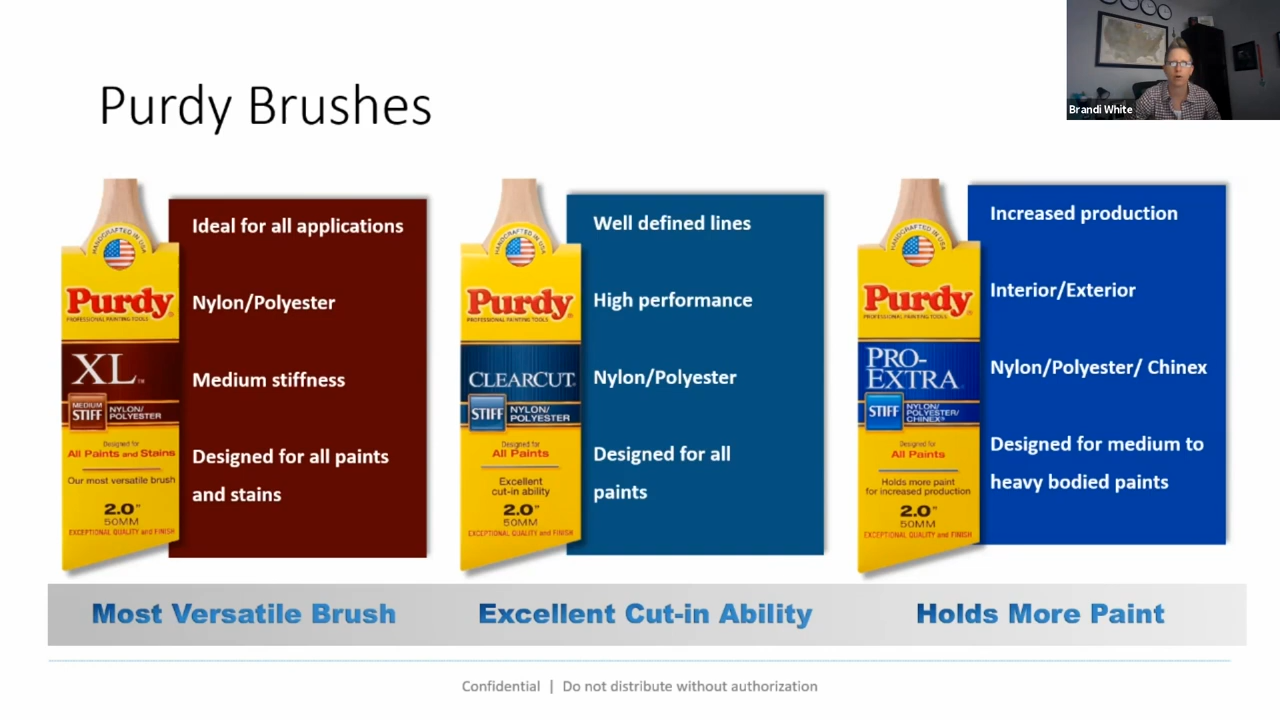 Brandi White
Purdy Brushes
HANDCRAFTED IN USA
Purdy®
PROFESSIONAL PAINTING TOOLS
XL™
MEDIUM
STIFF
NYLON/
POLYESTER
Designed for
All Paints and Stains
Our most versatile brush
2.0"
50MM
EXCEPTIONAL QUALITY and FINISH
Ideal for all applications
Nylon/Polyester
Medium stiffness
Designed for all paints
and stains
HANDCRAFTED IN USA
Purdy®
PROFESSIONAL PAINTING TOOLS
CLEARCUT
STIFF
NYLON/
POLYESTER
Designed for
All Paints
Excellent
cut-in ability
2.0"
50MM
EXCEPTIONAL QUALITY and FINISH
Well defined lines
High performance
Nylon/Polyester
Designed for all
paints
HANDCRAFTED IN USA
Purdy®
PROFESSIONAL PAINTING TOOLS
PRO-
EXTRA
STIFF
NYLON/
POLYESTER/
CHINEX®
Designed for
All Paints
Holds more paint
for increased production
2.0"
50MM
EXCEPTIONAL QUALITY and FINISH
Increased production
Interior/Exterior
Nylon/Polyester/ Chinex
Designed for medium to
heavy bodied paints
Most Versatile Brush
Excellent Cut-in Ability
Holds More Paint
Confidential | Do not distribute without authorization